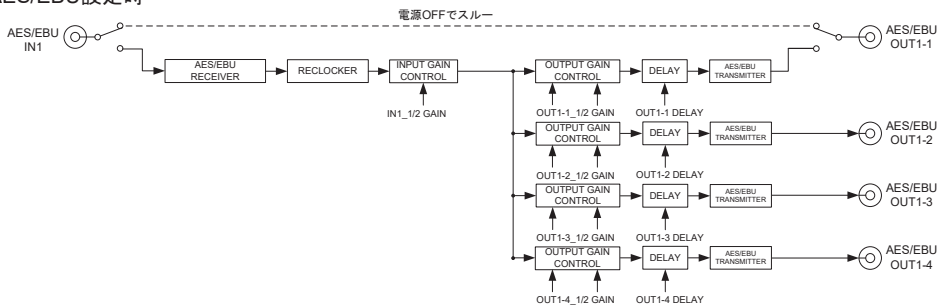 AES/EBU設定時
電源OFFでスルー
AES/EBU
IN1
AES/EBU
OUT1-1
AES/EBU
RECEIVER
RECLOCKER
INPUT GAIN
CONTROL
OUTPUT GAIN
CONTROL
DELAY
AES/EBU
TRANSMITTER
IN1_1/2 GAIN
OUT1-1_1/2 GAIN
OUT1-1 DELAY
OUTPUT GAIN
CONTROL
DELAY
AES/EBU
TRANSMITTER
AES/EBU
OUT1-2
OUT1-2_1/2 GAIN
OUT1-2 DELAY
OUTPUT GAIN
CONTROL
DELAY
AES/EBU
TRANSMITTER
AES/EBU
OUT1-3
OUT1-3_1/2 GAIN
OUT1-3 DELAY
OUTPUT GAIN
CONTROL
DELAY
AES/EBU
TRANSMITTER
AES/EBU
OUT1-4
OUT1-4_1/2 GAIN
OUT1-4 DELAY